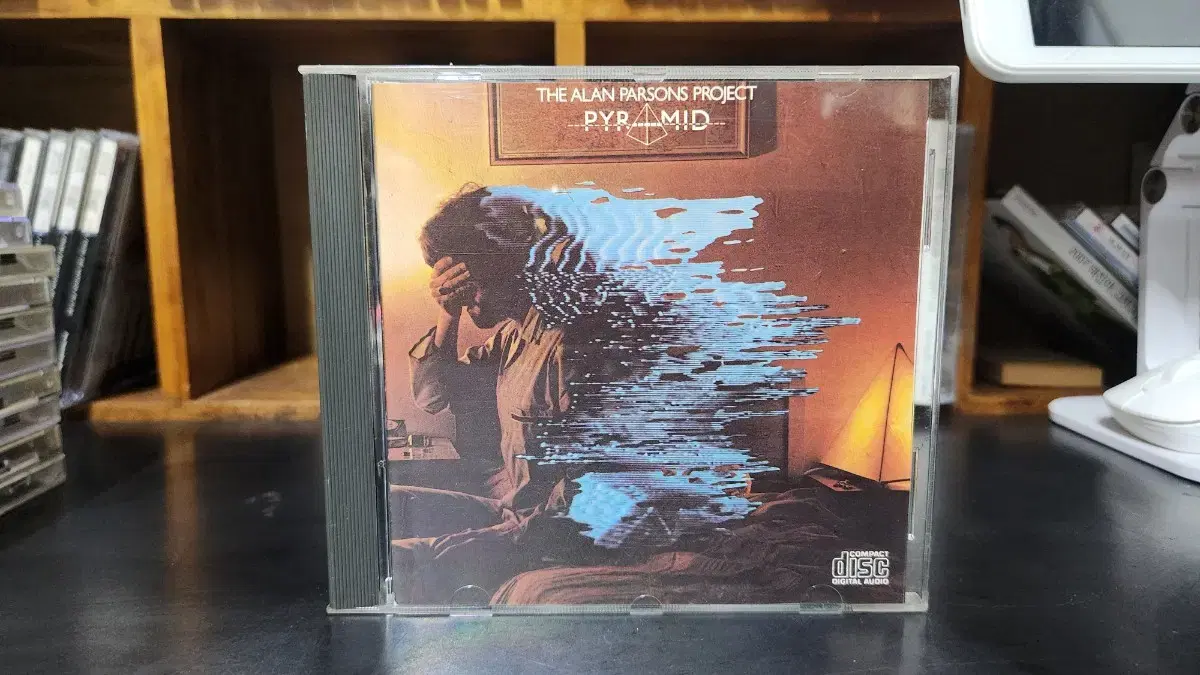 THE ALAN PARSONS PROJECT
PYRAMID
COMPACT
disc
DIGITAL AUDIO